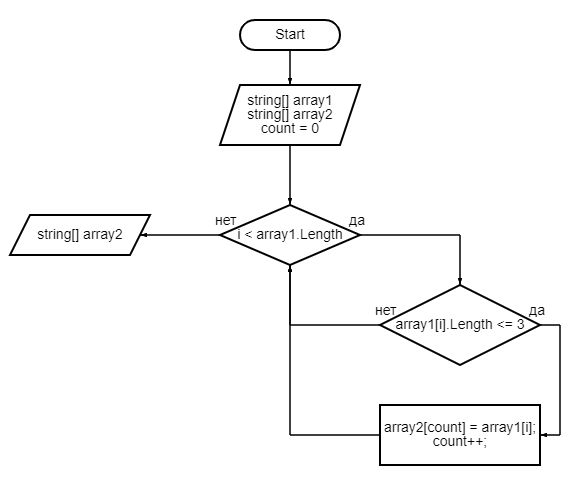 Start
string[] array1
string[] array2
count = 0
нет
да
i < array1.Length
string[] array2
нет
да
array1[i].Length <= 3
array2[count] = array1[i];
count++;